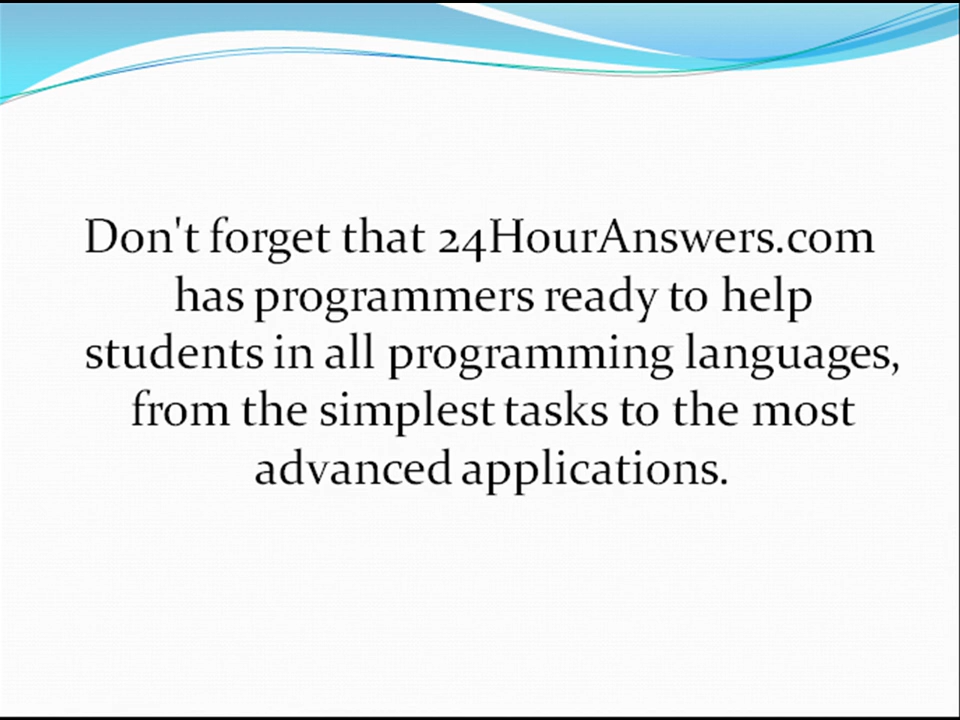 Don't forget that 24HourAnswers.com
has programmers ready to help
students in all programming languages,
from the simplest tasks to the most
advanced applications.